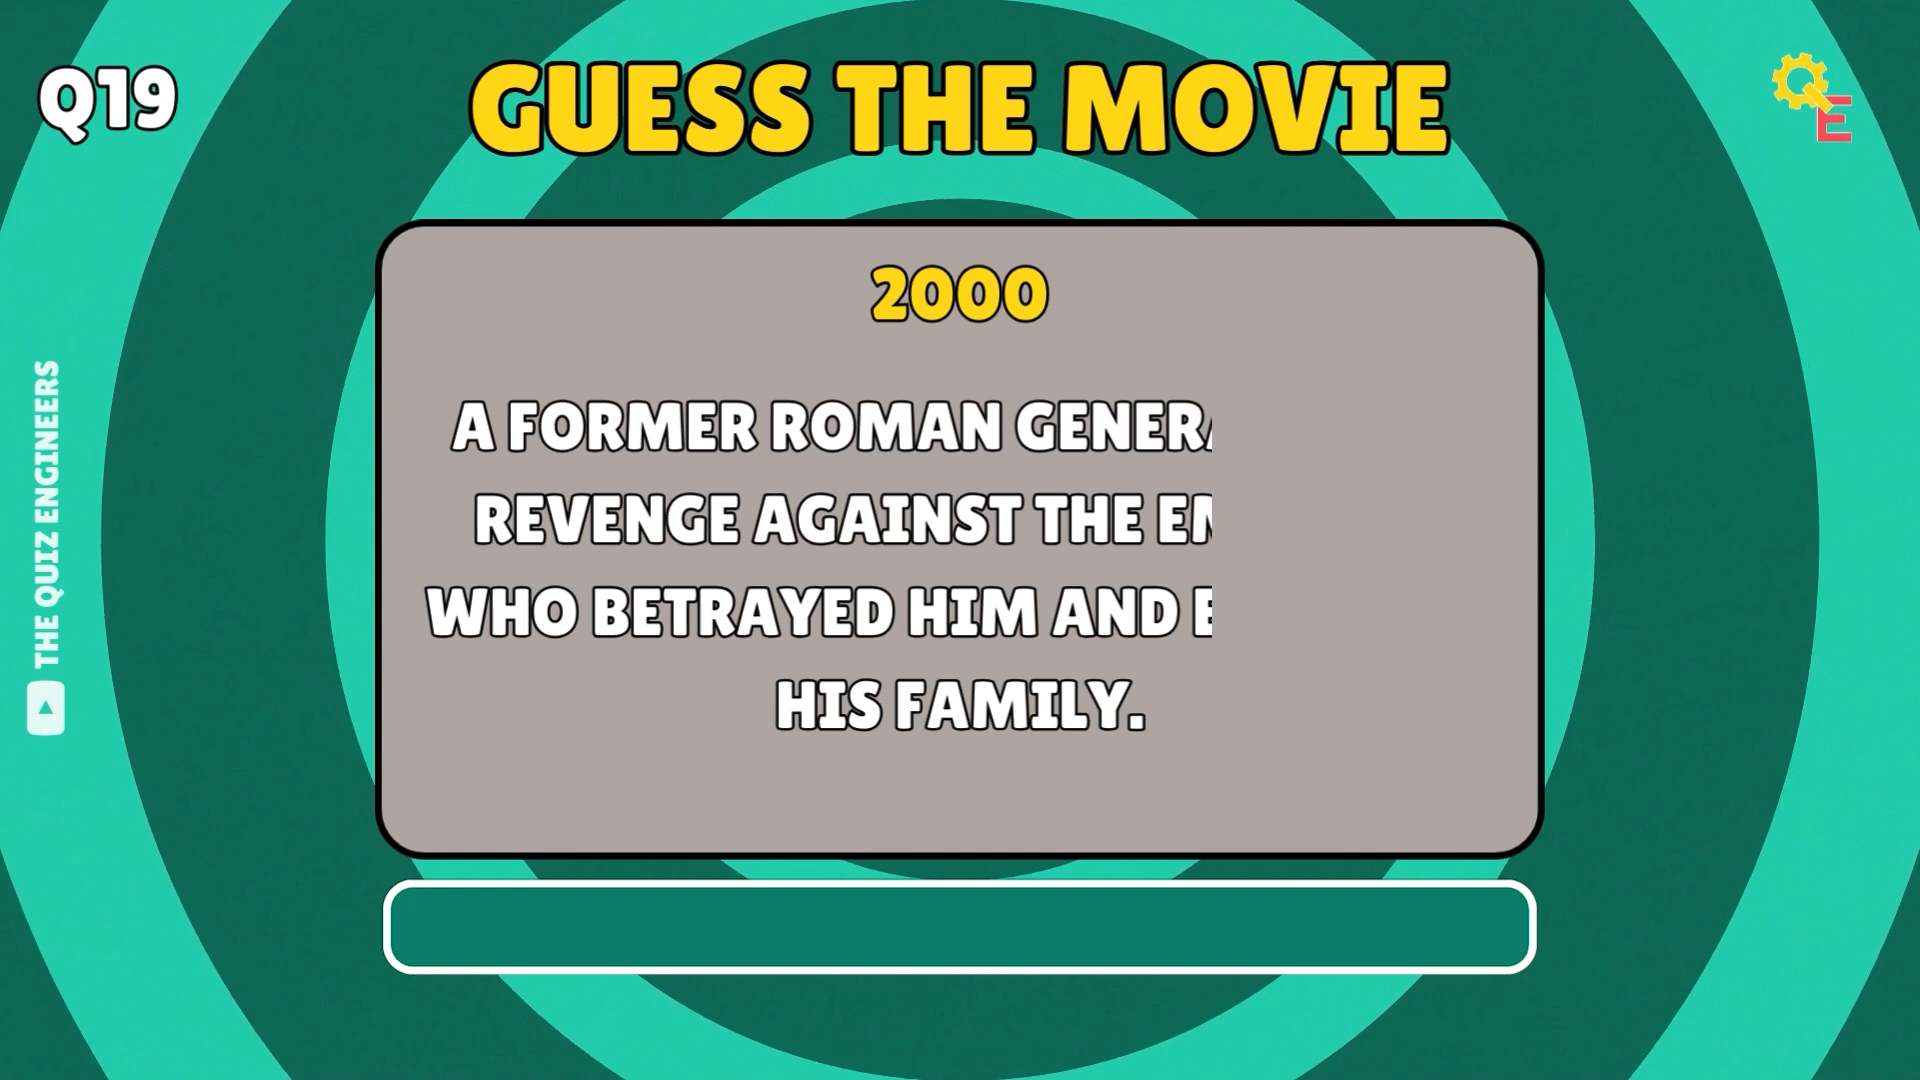 Q19
GUESS THE MOVIE
QE
2000
A FORMER ROMAN
REVENGE AGAINST THE
WHO BETRAYED HIM AND
HIS FAMILY.
THE QUIZ ENGINEERS